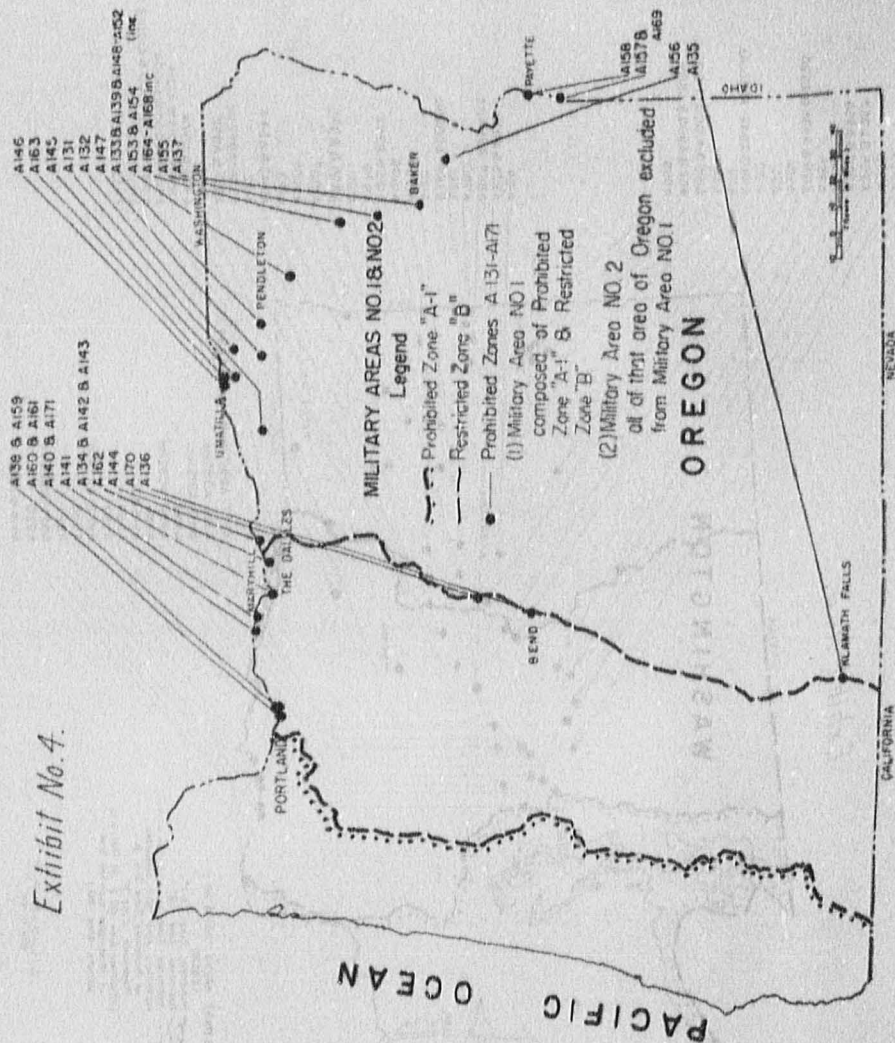 Exhibit No. 4.
A138 & A159
A160 & A161
A140 & A171
A141
A134 & A142 & A143
A162
A144
A170
A136
A146
A163
A145
A131
A132
A147
A133 & A139 & A148-A152
(inc.
A153 & A154
A164-A168 inc
A155
A137
WASHINGTON
UMATILLA
PENDLETON
MARYHILL
THE DALLES
PORTLAND
BAKER
PAYETTE
MILITARY AREAS NO.1 & NO2
Legend
Prohibited Zone "A-1"
Restricted Zone "B"
Prohibited Zones A 131-A171
(1) Military Area NO 1
composed of Prohibited
Zone "A-1" & Restricted
Zone "B"
(2) Military Area NO. 2
all of that area of Oregon excluded
from Military Area NO.1
OREGON
BEND
KLAMATH FALLS
A158
A157 &
A169
A156
A135
IDAHO
PACIFIC OCEAN
CALIFORNIA
NEVADA
WASHINGTON